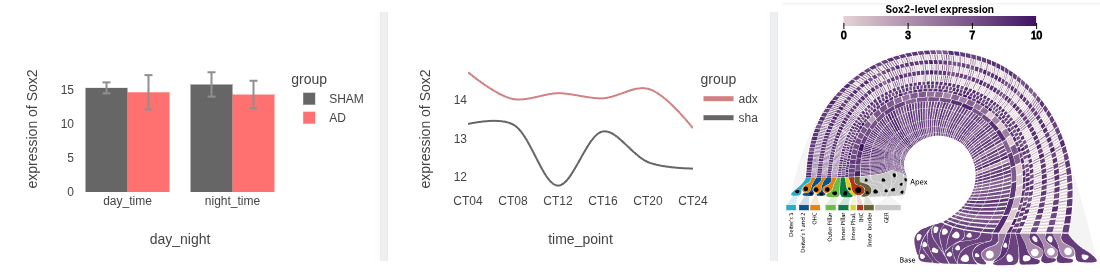 expression of Sox2
15
10
5
0
day_time
night_time
day_night
group
SHAM
AD
expression of Sox2
14
13
12
CT04
CT08
CT12
CT16
CT20
CT24
time_point
group
adx
sha
Sox2-level expression
0
3
7
10
Apex
Deiter's 3
Deiter's 1 and 2
OHC
Outer Pillar
Inner Pillar
Inner Phal.
IHC
Inner border
GER
Base